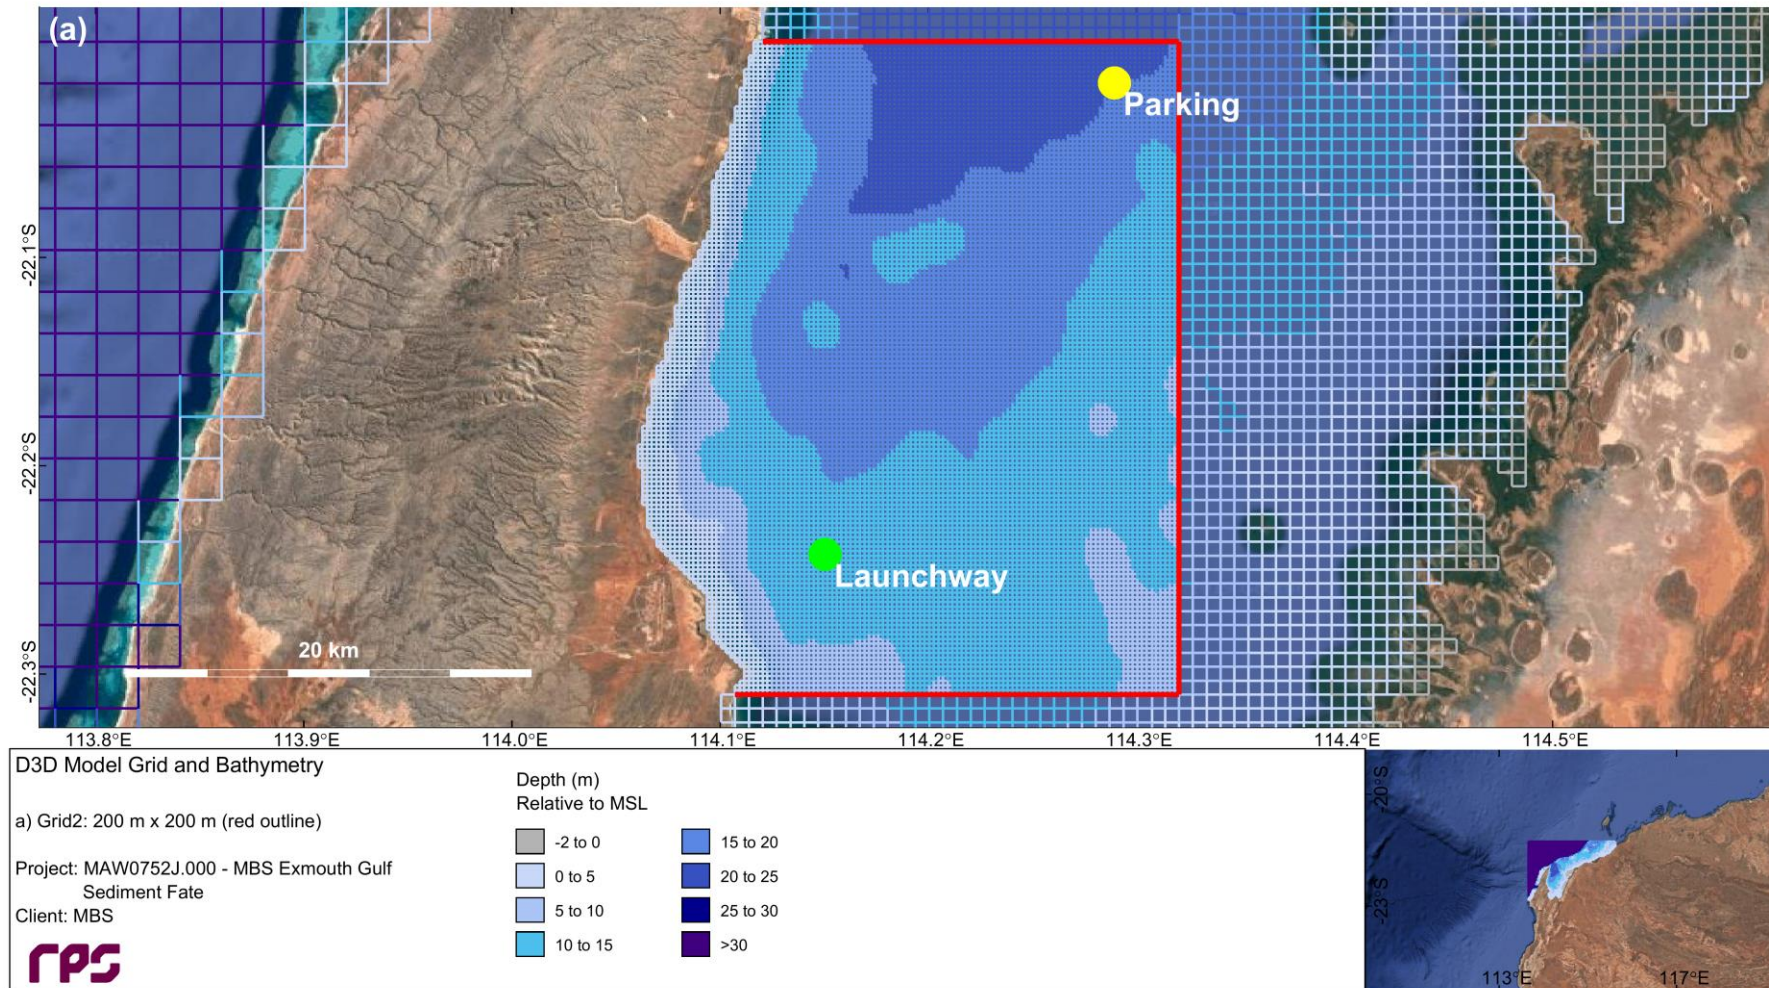 (a)
Parking
Launchway
20 km
-22.1°S
-22.2°S
-22.3°S
113.8°E
113.9°E
114.0°E
114.1°E
114.2°E
114.3°E
114.4°E
114.5°E
D3D Model Grid and Bathymetry
a) Grid2: 200 m x 200 m (red outline)
Project: MAW0752J.000 - MBS Exmouth Gulf
Sediment Fate
Client: MBS
rps
Depth (m)
Relative to MSL
-2 to 0
0 to 5
5 to 10
10 to 15
15 to 20
20 to 25
25 to 30
>30
-20°S
-23°S
113°E
117°E